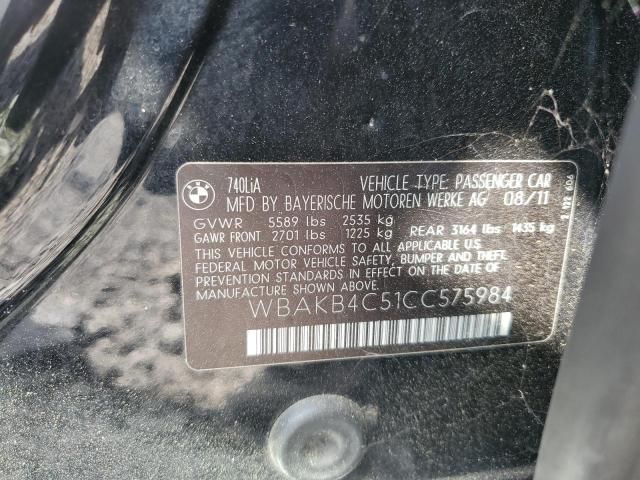 BMW
740LiA VEHICLE TYPE: PASSENGER CAR
MFD BY BAYERISCHE MOTOREN WERKE AG 08/11
GVWR 5589 lbs 2535 kg
GAWR FRONT 2701 lbs 1225 kg REAR 3164 lbs 1435 kg
THIS VEHICLE CONFORMS TO ALL APPLICABLE U.S.
FEDERAL MOTOR VEHICLE SAFETY, BUMPER AND THEFT
PREVENTION STANDARDS IN EFFECT ON THE DATE OF
MANUFACTURE SHOWN ABOVE.
WBAKB4C51CC575984